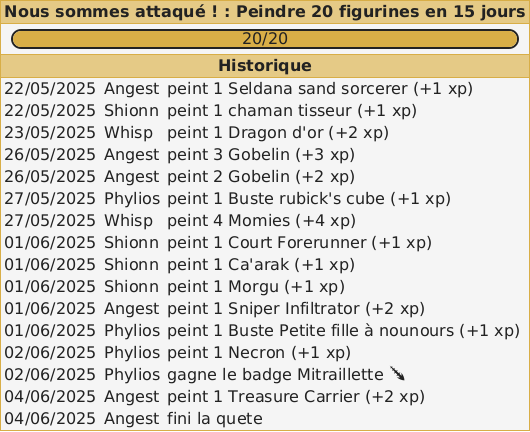 Nous sommes attaqué ! : Peindre 20 figurines en 15 jours
20/20
Historique
22/05/2025 Angest peint 1 Seldana sand sorcerer (+1 xp)
22/05/2025 Shionn peint 1 chaman tisseur (+1 xp)
23/05/2025 Whisp peint 1 Dragon d'or (+2 xp)
26/05/2025 Angest peint 3 Gobelin (+3 xp)
26/05/2025 Angest peint 2 Gobelin (+2 xp)
27/05/2025 Phylios peint 1 Buste rubick's cube (+1 xp)
27/05/2025 Whisp peint 4 Momies (+4 xp)
01/06/2025 Shionn peint 1 Court Forerunner (+1 xp)
01/06/2025 Shionn peint 1 Ca'arak (+1 xp)
01/06/2025 Shionn peint 1 Morgu (+1 xp)
01/06/2025 Angest peint 1 Sniper Infiltrator (+2 xp)
01/06/2025 Phylios peint 1 Buste Petite fille à nounours (+1 xp)
02/06/2025 Phylios peint 1 Necron (+1 xp)
02/06/2025 Phylios gagne le badge Mitraillette
04/06/2025 Angest peint 1 Treasure Carrier (+2 xp)
04/06/2025 Angest fini la quete